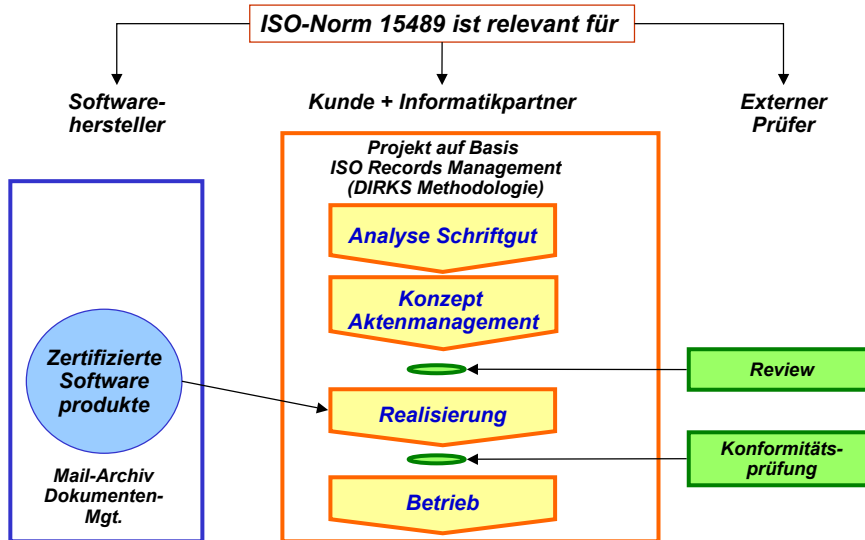 ISO-Norm 15489 ist relevant für
Software-
hersteller
Kunde + Informatikpartner
Externer
Prüfer
Projekt auf Basis
ISO Records Management
(DIRKS Methodologie)
Analyse Schriftgut
Konzept
Aktenmanagement
Zertifizierte
Software
produkte
Review
Realisierung
Konformitäts-
prüfung
Mail-Archiv
Dokumenten-
Mgt.
Betrieb